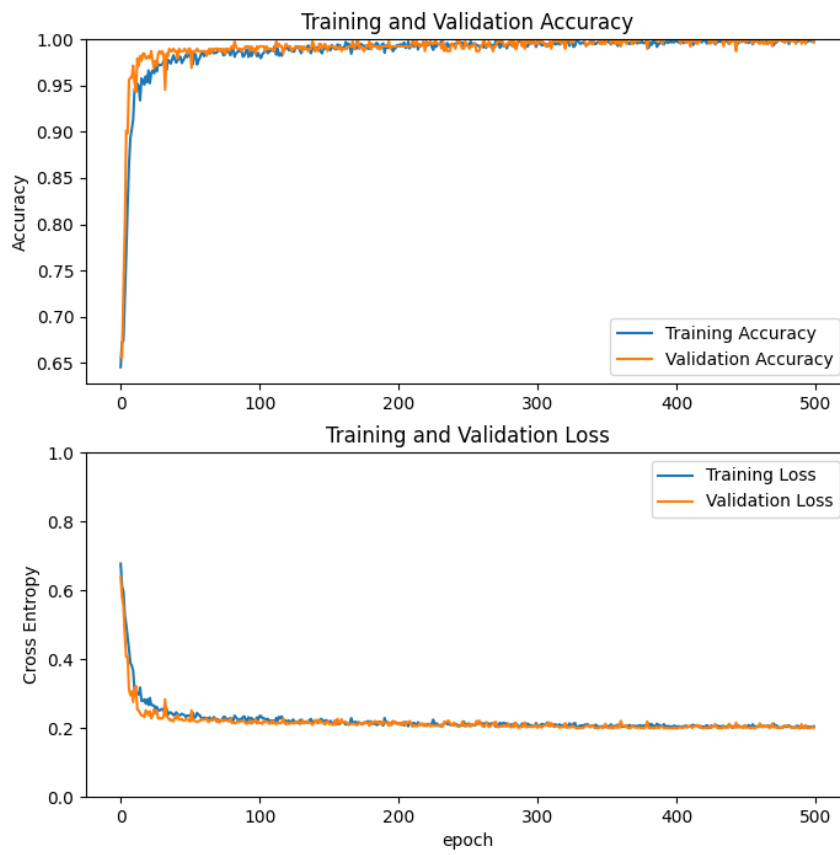 Training and Validation Accuracy
1.00
0.95
0.90
0.85
0.80
0.75
0.70
0.65
Accuracy
Training Accuracy
Validation Accuracy
0 100 200 300 400 500
Training and Validation Loss
1.0
0.8
0.6
0.4
0.2
0.0
Cross Entropy
Training Loss
Validation Loss
0 100 200 300 400 500
epoch